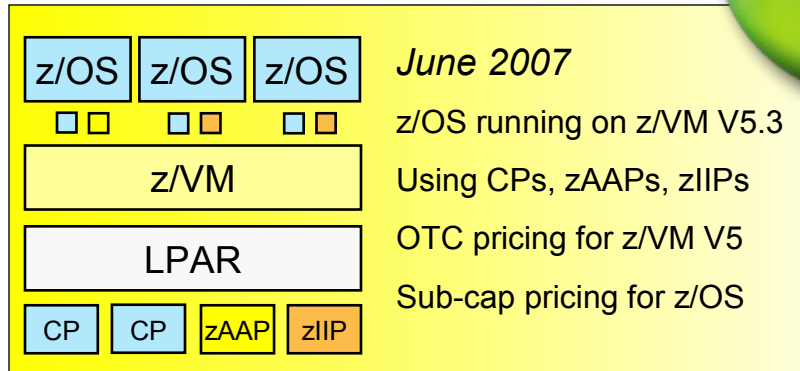 z/OS z/OS z/OS
z/VM
LPAR
CP CP zAAP zIIP
June 2007
z/OS running on z/VM V5.3
Using CPs, zAAPs, zIIPs
OTC pricing for z/VM V5
Sub-cap pricing for z/OS